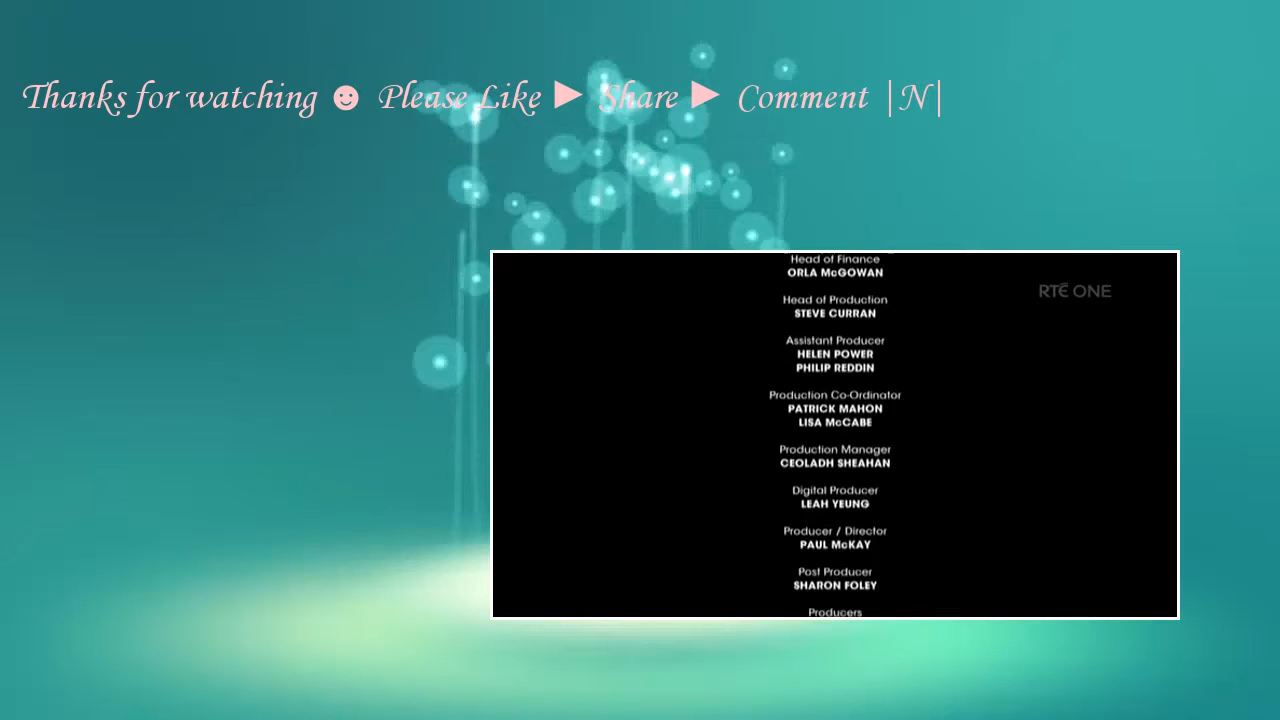 Thanks for watching ☻ Please Like ► Share ► Comment |N|
Head of Finance
ORLA McGOWAN
RTÉ ONE
Head of Production
STEVE CURRAN
Assistant Producer
HELEN POWER
PHILIP REDDIN
Production Co-Ordinator
PATRICK MAHON
LISA McCABE
Production Manager
CEOLADH SHEAHAN
Digital Producer
LEAH YEUNG
Producer / Director
PAUL McKAY
Post Producer
SHARON FOLEY
Producers